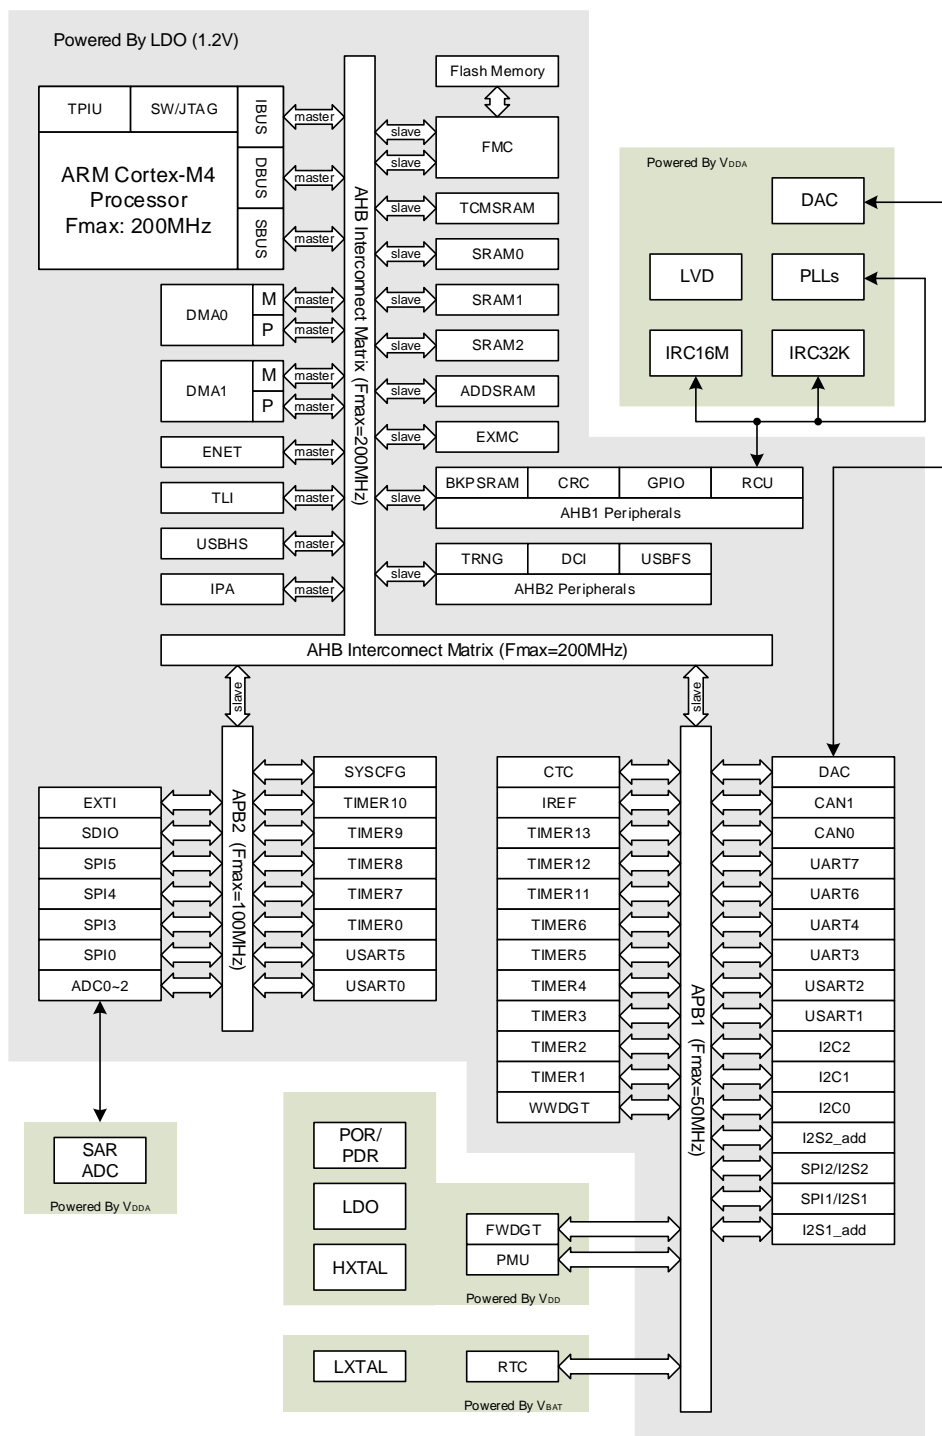 Powered By LDO (1.2V)
TPIU
SW/JTAG
IBUS
DBUS
SBUS
ARM Cortex-M4
Processor
Fmax: 200MHz
master
master
master
DMA0
M
P
master
master
DMA1
M
P
master
master
ENET
master
TLI
master
USBHS
master
IPA
master
AHB Interconnect Matrix (Fmax=200MHz)
Flash Memory
slave
slave
FMC
slave
TCMSRAM
slave
SRAM0
slave
SRAM1
slave
SRAM2
slave
ADDSRAM
slave
EXMC
slave
BKPSRAM
CRC
GPIO
RCU
AHB1 Peripherals
slave
TRNG
DCI
USBFS
AHB2 Peripherals
Powered By VDDA
DAC
LVD
PLLs
IRC16M
IRC32K
AHB Interconnect Matrix (Fmax=200MHz)
slave
slave
EXTI
SDIO
SPI5
SPI4
SPI3
SPI0
ADC0~2
APB2 (Fmax=100MHz)
SYSCFG
TIMER10
TIMER9
TIMER8
TIMER7
TIMER0
USART5
USART0
CTC
IREF
TIMER13
TIMER12
TIMER11
TIMER6
TIMER5
TIMER4
TIMER3
TIMER2
TIMER1
WWDGT
APB1 (Fmax=50MHz)
DAC
CAN1
CAN0
UART7
UART6
UART4
UART3
USART2
USART1
I2C2
I2C1
I2C0
I2S2_add
SPI2/I2S2
SPI1/I2S1
I2S1_add
SAR
ADC
Powered By VDDA
POR/
PDR
LDO
HXTAL
FWDGT
PMU
Powered By VDD
LXTAL
RTC
Powered By VBAT